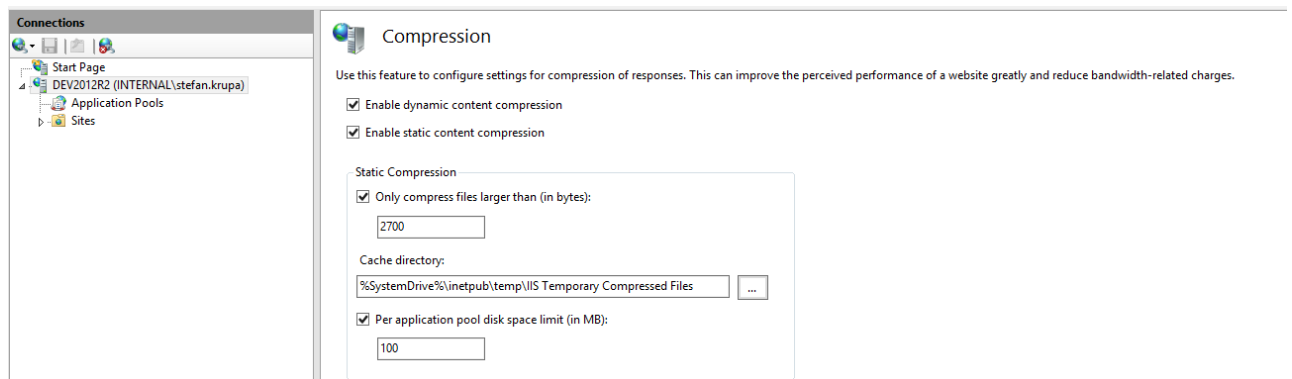 Connections
Start Page
DEV2012R2 (INTERNAL\stefan.krupa)
Application Pools
Sites
Compression
Use this feature to configure settings for compression of responses. This can improve the perceived performance of a website greatly and reduce bandwidth-related charges.
Enable dynamic content compression
Enable static content compression
Static Compression
Only compress files larger than (in bytes):
2700
Cache directory:
%SystemDrive%\inetpub\temp\IIS Temporary Compressed Files
...
Per application pool disk space limit (in MB):
100